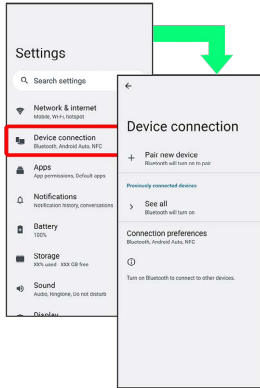 Settings
Search settings
Network & internet
Mobile, Wi-Fi, hotspot
Device connection
Bluetooth, Android Auto, NFC
Apps
App permissions, Default apps
Notifications
Notification history, conversations
Battery
100%
Storage
XX% used - XXX GB free
Sound
Audio, Ringtone, Do not disturb
Display
Device connection
Pair new device
Bluetooth will turn on to pair
Previously connected devices
See all
Bluetooth will turn on
Connection preferences
Bluetooth, Android Auto, NFC
Turn on Bluetooth to connect to other devices.